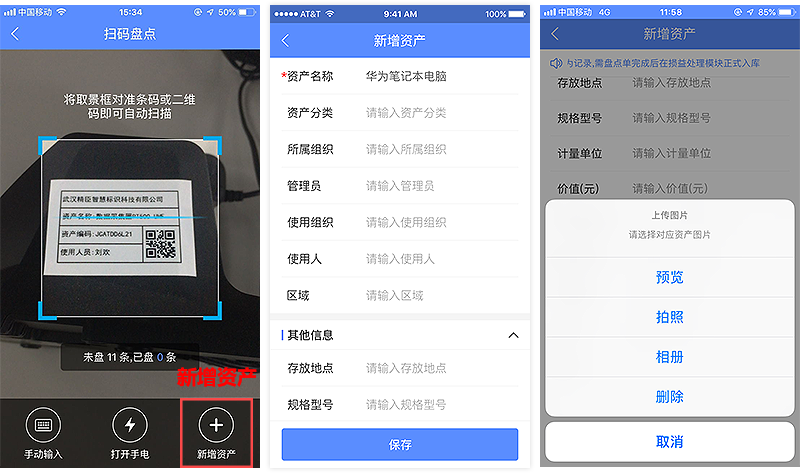 中国移动 15:34 50%
扫码盘点
将取景框对准条码或二维
码即可自动扫描
武汉精臣智慧标识科技有限公司
资产名称:数据采集器
资产编码:JGATDD6L21
使用人员:刘欢
未盘 11 条,已盘 0 条
新增资产
手动输入
打开手电
新增资产
AT&T 9:41 AM 100%
新增资产
*资产名称 华为笔记本电脑
资产分类 请输入资产分类
所属组织 请输入所属组织
管理员 请输入管理员
使用组织 请输入使用组织
使用人 请输入使用人
区域 请输入区域
其他信息
存放地点 请输入存放地点
规格型号 请输入规格型号
保存
中国移动 4G 11:58 85%
新增资产
记录,需盘点单完成后在损益处理模块正式入库
存放地点 请输入存放地点
规格型号 请输入规格型号
计量单位 请输入计量单位
价值(元) 请输入价值(元)
上传图片
请选择对应资产图片
预览
拍照
相册
删除
取消